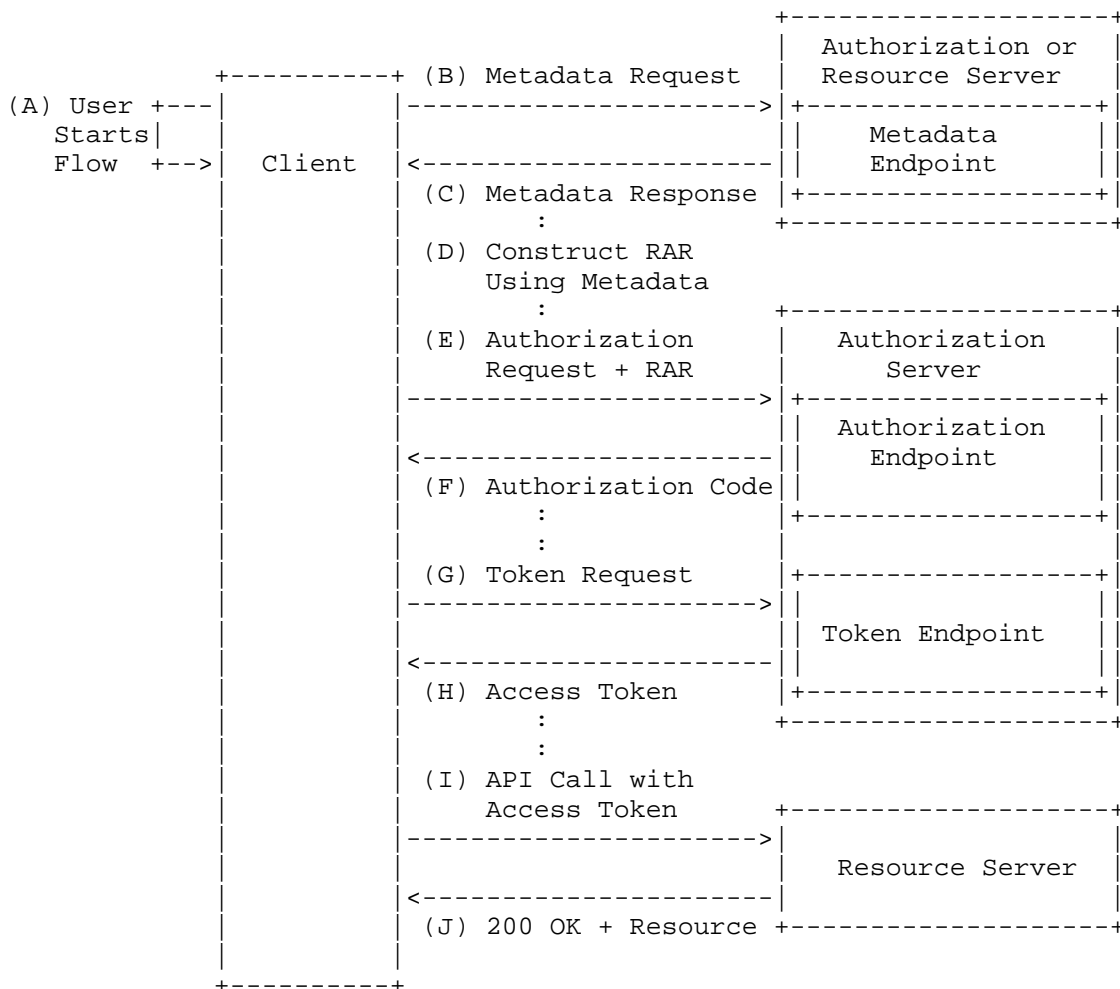 Authorization or
(B) Metadata Request Resource Server
(A) User
Starts Metadata
Flow Client Endpoint
(C) Metadata Response
:
(D) Construct RAR
Using Metadata
:
(E) Authorization Authorization
Request + RAR Server
Authorization
Endpoint
(F) Authorization Code
:
:
(G) Token Request
Token Endpoint
(H) Access Token
:
:
(I) API Call with
Access Token
Resource Server
(J) 200 OK + Resource